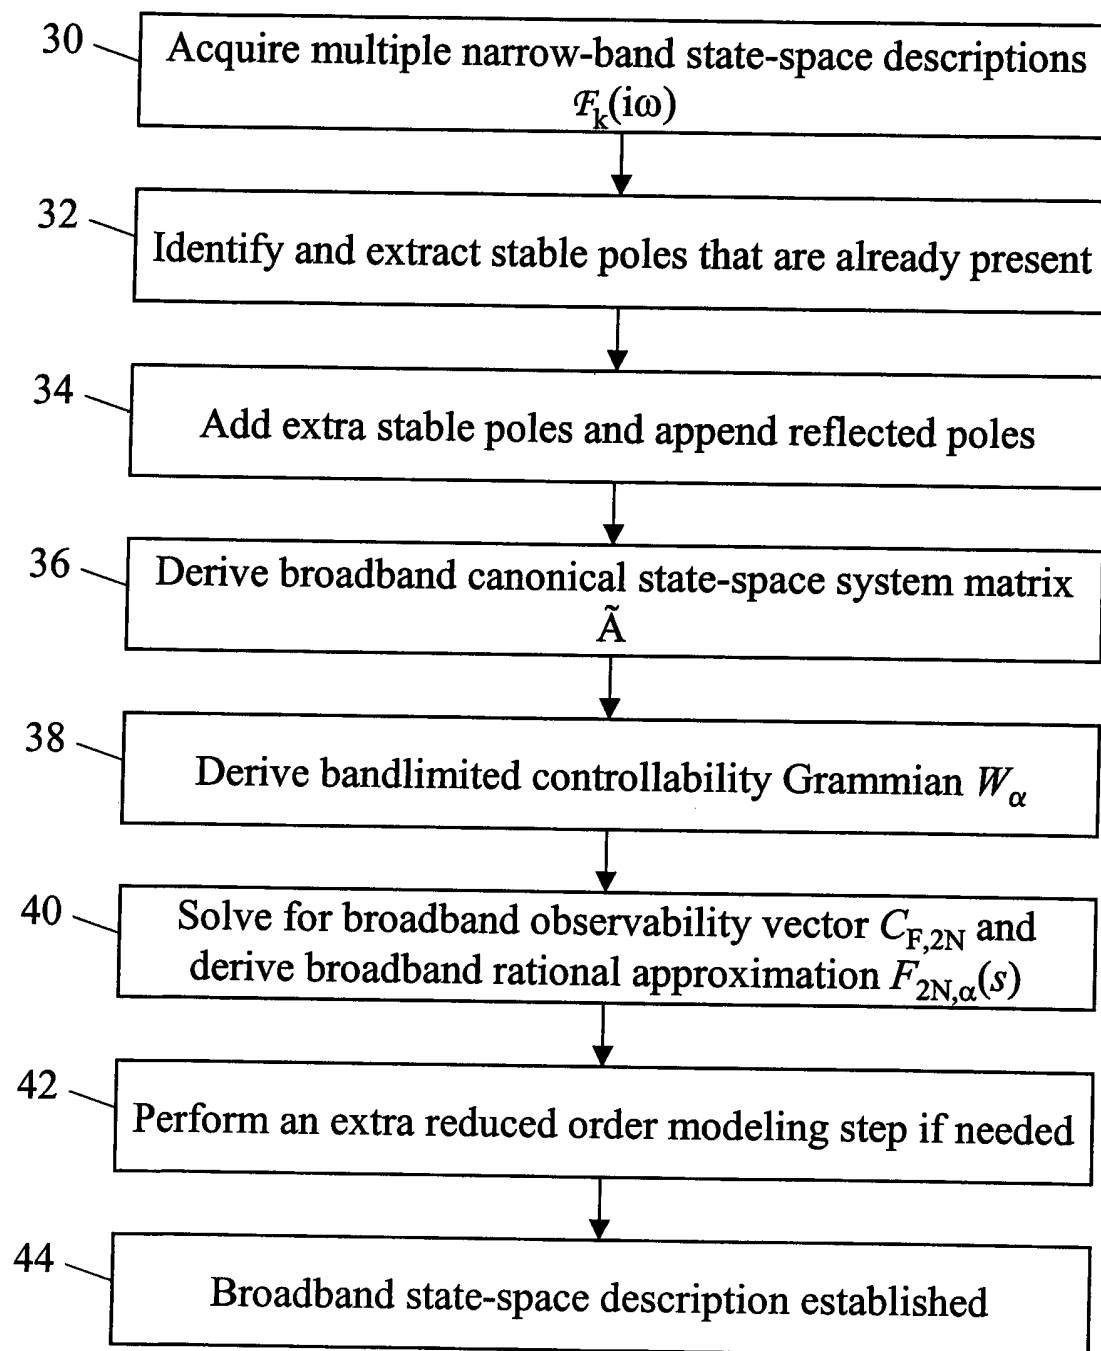 30
Acquire multiple narrow-band state-space descriptions
ℱk(iω)
32
Identify and extract stable poles that are already present
34
Add extra stable poles and append reflected poles
36
Derive broadband canonical state-space system matrix
Ã
38
Derive bandlimited controllability Grammian Wα
40
Solve for broadband observability vector CF,2N and
derive broadband rational approximation F2N,α(s)
42
Perform an extra reduced order modeling step if needed
44
Broadband state-space description established